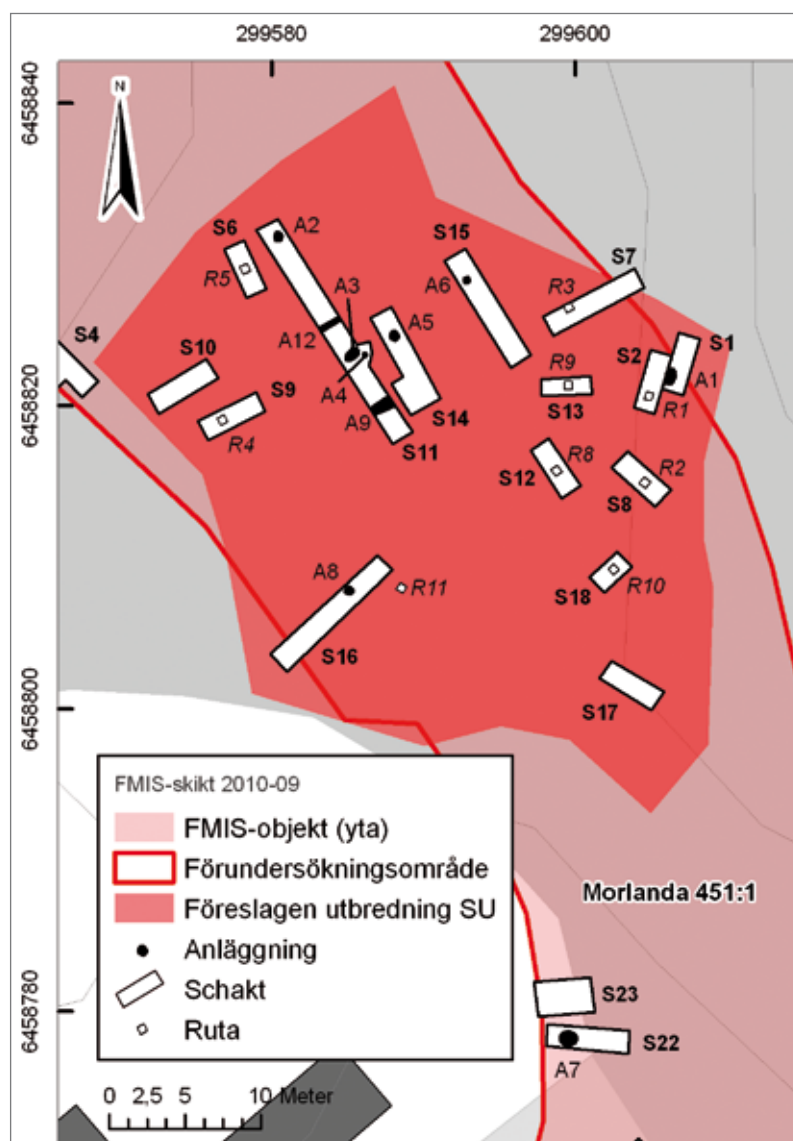 299580
299600
6458840
N
S6
A2
S15
S7
R5
A3
A6
R3
A12
A5
S4
S10
S2
S1
R9
A1
S9
A4
S13
R1
A9
S14
R4
S11
S12
R8
R2
S8
6458820
A8
R11
S18
R10
S16
S17
6458800
FMIS-skikt 2010-09
FMIS-objekt (yta)
Förundersökningsområde
Föreslagen utbredning SU
Anläggning
Schakt
Ruta
Morlanda 451:1
S23
S22
A7
6458780
0 2,5 5 10 Meter